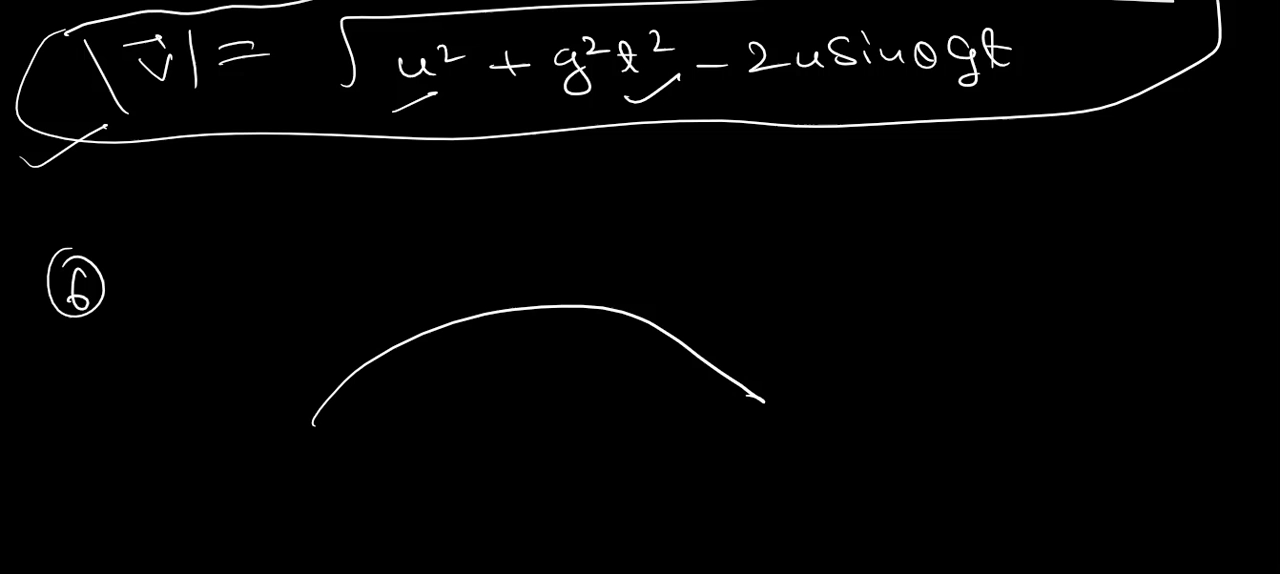 |v⃗| = √u² + g²t² - 2usinθgt
⑥